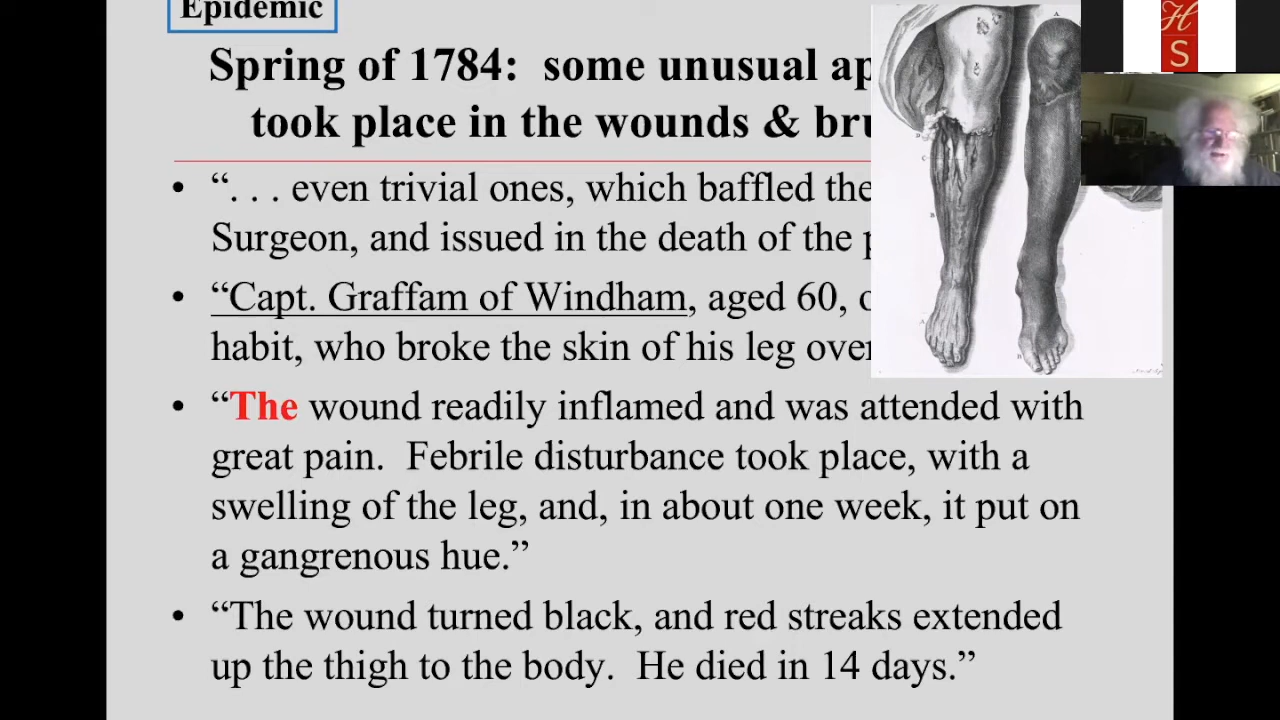 Epidemic
Spring of 1784: some unusual
took place in the wounds &
“. . . even trivial ones, which baffled the
Surgeon, and issued in the death of the
“Capt. Graffam of Windham, aged 60,
habit, who broke the skin of his leg over
“The wound readily inflamed and was attended with
great pain. Febrile disturbance took place, with a
swelling of the leg, and, in about one week, it put on
a gangrenous hue.”
“The wound turned black, and red streaks extended
up the thigh to the body. He died in 14 days.”
H
S